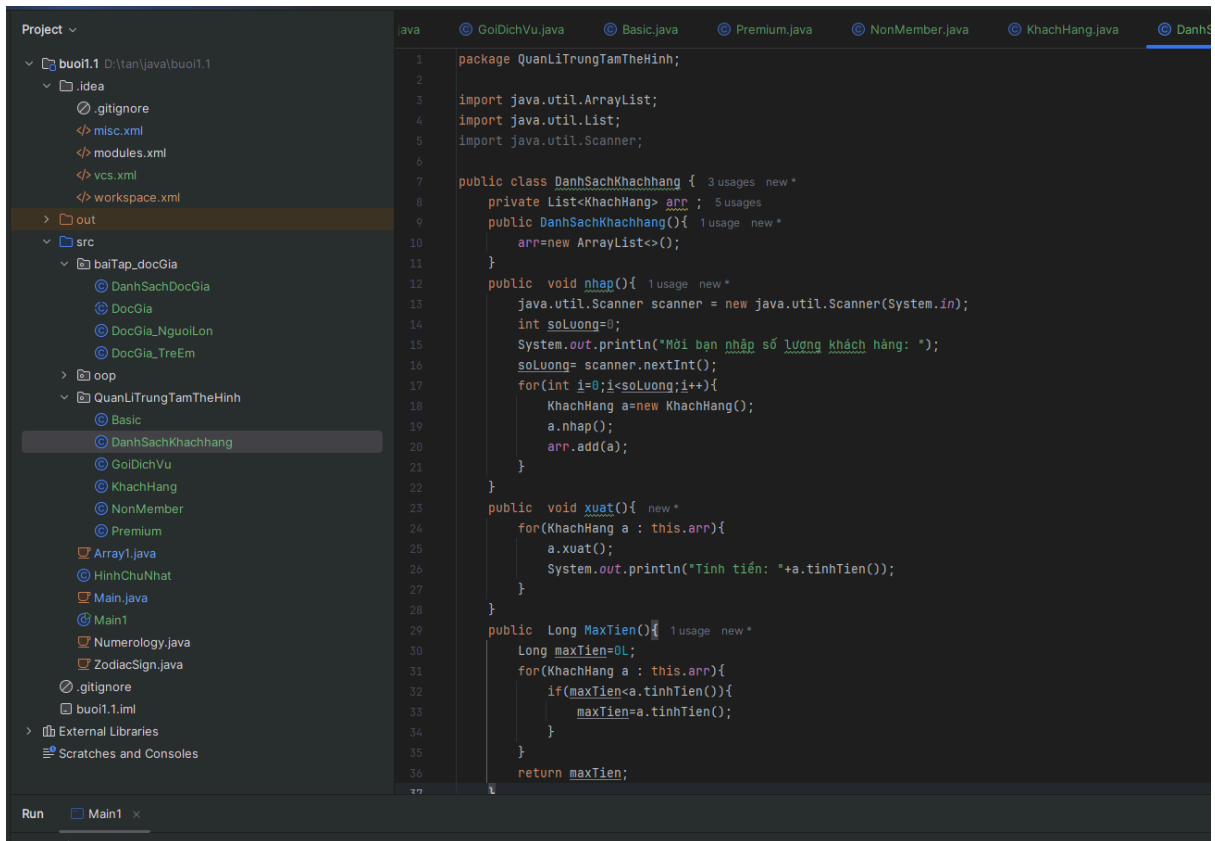 Project
buoi1.1 D:\tan\java\buoi1.1
.idea
.gitignore
</> misc.xml
</> modules.xml
</> vcs.xml
</> workspace.xml
out
src
baiTap_docGia
DanhSachDocGia
DocGia
DocGia_NguoiLon
DocGia_TreEm
oop
QuanLiTrungTamTheHinh
Basic
DanhSachKhachhang
GoiDichVu
KhachHang
NonMember
Premium
Array1.java
HinhChuNhat
Main.java
Main1
Numerology.java
ZodiacSign.java
.gitignore
buoi1.1.iml
External Libraries
Scratches and Consoles
java GoiDichVu.java Basic.java Premium.java NonMember.java KhachHang.java DanhS
1 package QuanLiTrungTamTheHinh;
2
3 import java.util.ArrayList;
4 import java.util.List;
5 import java.util.Scanner;
6
7 public class DanhSachKhachhang { 3 usages new *
8 private List<KhachHang> arr ; 5 usages
9 public DanhSachKhachhang(){ 1 usage new *
10 arr=new ArrayList<>();
11 }
12 public void nhap(){ 1 usage new *
13 java.util.Scanner scanner = new java.util.Scanner(System.in);
14 int soLuong=0;
15 System.out.println("Mời bạn nhập số lượng khách hàng: ");
16 soLuong= scanner.nextInt();
17 for(int i=0;i<soLuong;i++){
18 KhachHang a=new KhachHang();
19 a.nhap();
20 arr.add(a);
21 }
22 }
23 public void xuat(){ new *
24 for(KhachHang a : this.arr){
25 a.xuat();
26 System.out.println("Tính tiền: "+a.tinhTien());
27 }
28 }
29 public Long MaxTien(){ 1 usage new *
30 Long maxTien=0L;
31 for(KhachHang a : this.arr){
32 if(maxTien<a.tinhTien()){
33 maxTien=a.tinhTien();
34 }
35 }
36 return maxTien;
37 }
Run Main1 ×